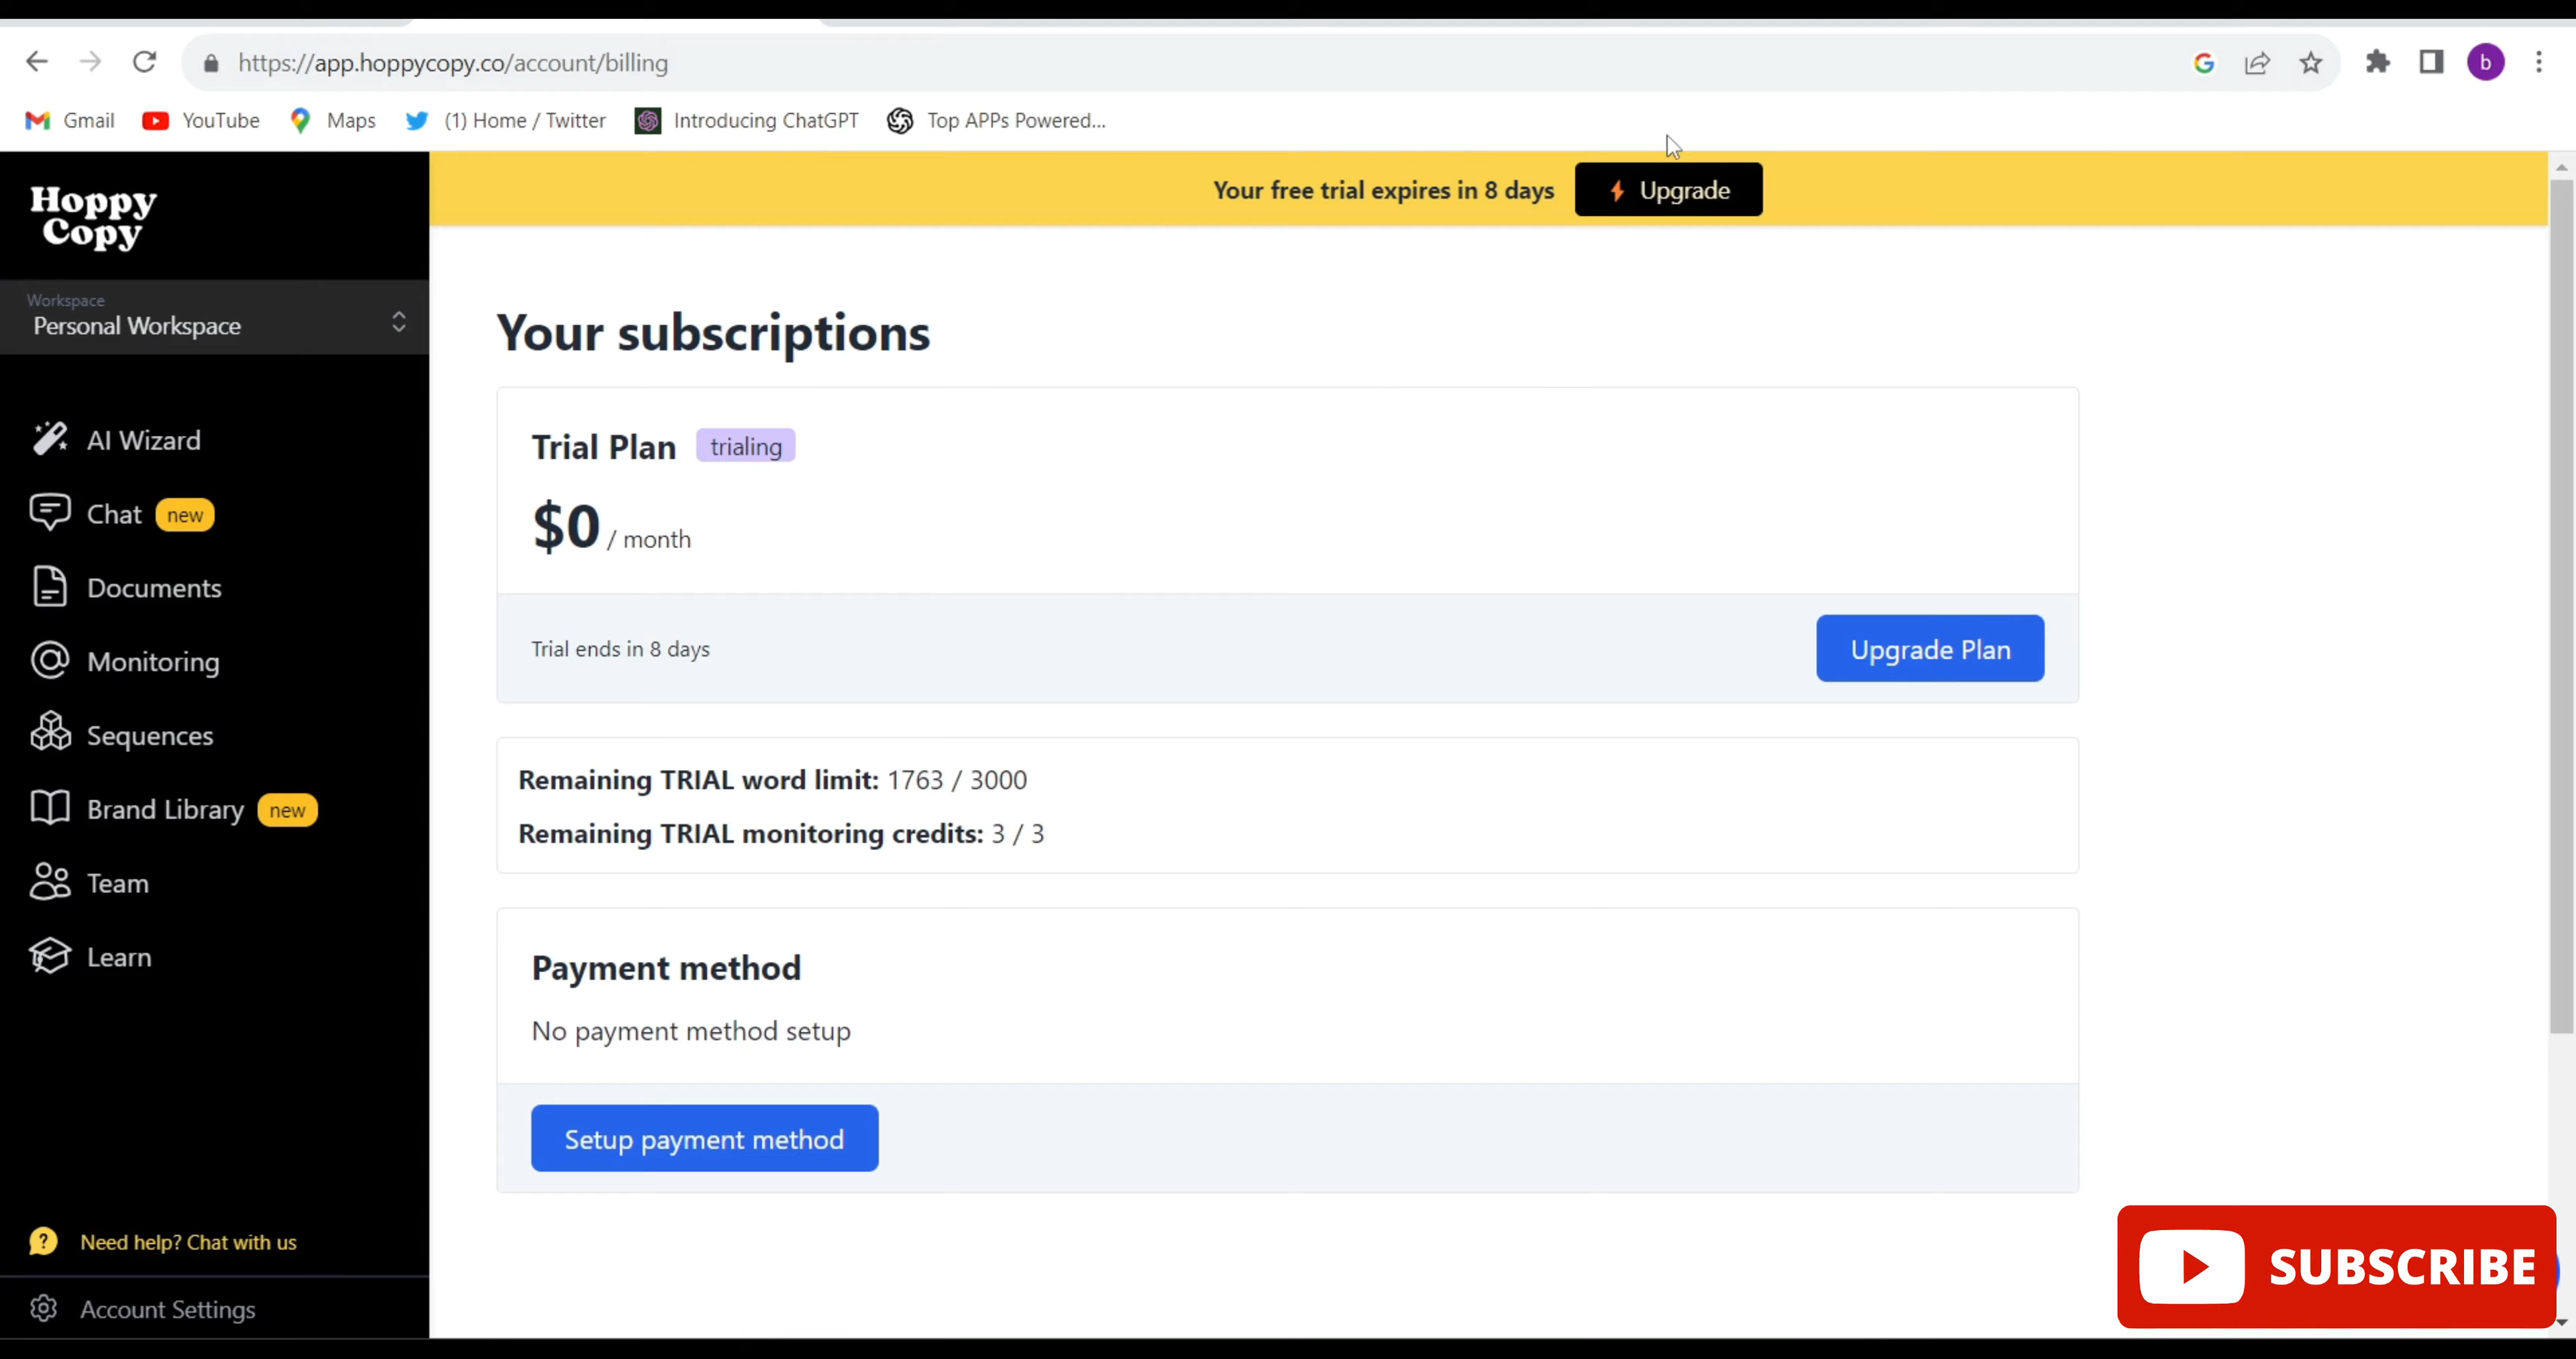 https://app.hoppycopy.co/account/billing
b
Gmail
YouTube
Maps
(1) Home / Twitter
Introducing ChatGPT
Top APPs Powered...
Hoppy
Copy
Your free trial expires in 8 days
Upgrade
Workspace
Personal Workspace
AI Wizard
Chat new
Documents
Monitoring
Sequences
Brand Library new
Team
Learn
Need help? Chat with us
Account Settings
Your subscriptions
Trial Plan trialing
$0 / month
Trial ends in 8 days
Upgrade Plan
Remaining TRIAL word limit: 1763 / 3000
Remaining TRIAL monitoring credits: 3 / 3
Payment method
No payment method setup
Setup payment method
SUBSCRIBE